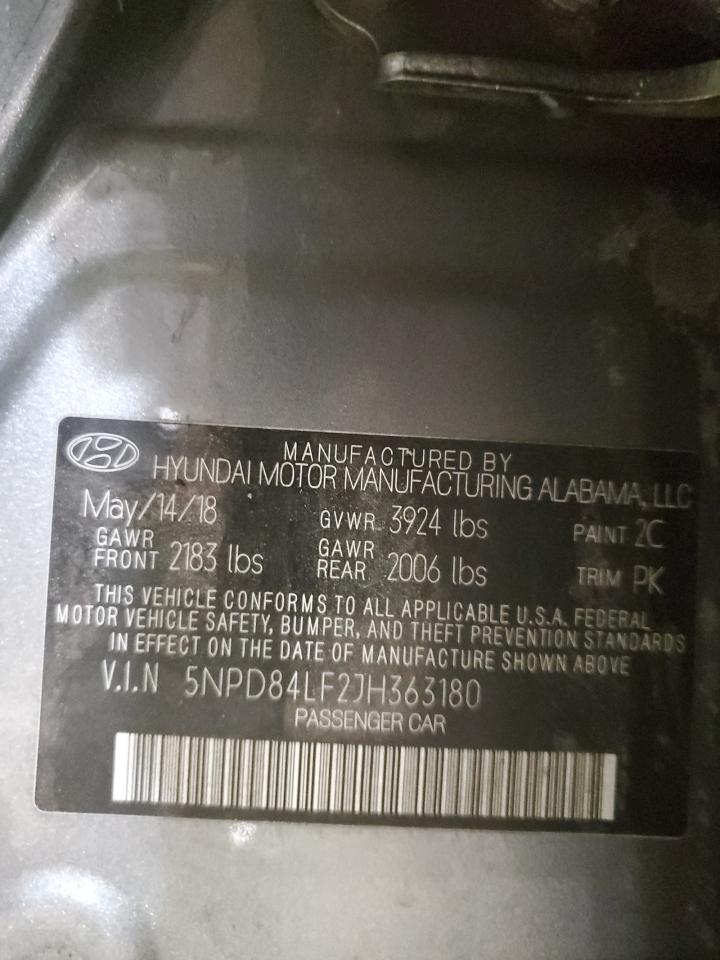 MANUFACTURED BY
HYUNDAI MOTOR MANUFACTURING ALABAMA, LLC
May/14/18 GVWR 3924 lbs PAINT 2C
GAWR FRONT 2183 lbs GAWR REAR 2006 lbs TRIM PK
THIS VEHICLE CONFORMS TO ALL APPLICABLE U.S.A. FEDERAL
MOTOR VEHICLE SAFETY, BUMPER, AND THEFT PREVENTION STANDARDS
IN EFFECT ON THE DATE OF MANUFACTURE SHOWN ABOVE
V.I.N 5NPD84LF2JH363180
PASSENGER CAR